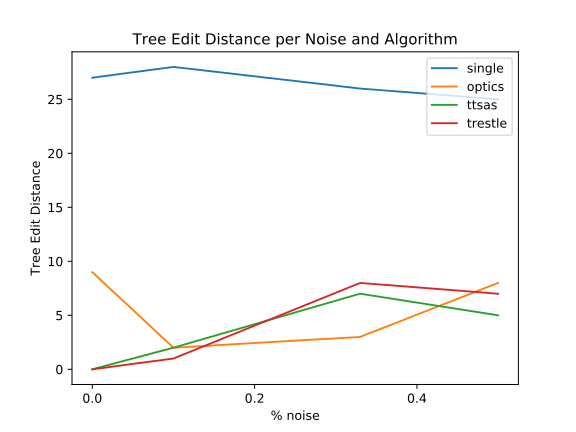 Tree Edit Distance per Noise and Algorithm
single
optics
ttsas
trestle
Tree Edit Distance
25
20
15
10
5
0
0.0 0.2 0.4
% noise